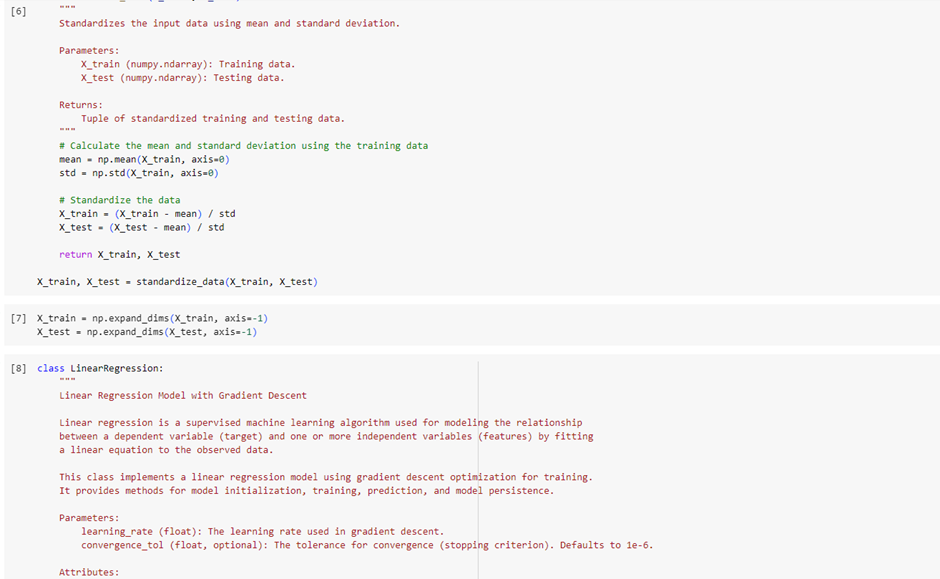 [6]
"""
Standardizes the input data using mean and standard deviation.
Parameters:
X_train (numpy.ndarray): Training data.
X_test (numpy.ndarray): Testing data.
Returns:
Tuple of standardized training and testing data.
"""
# Calculate the mean and standard deviation using the training data
mean = np.mean(X_train, axis=0)
std = np.std(X_train, axis=0)
# Standardize the data
X_train = (X_train - mean) / std
X_test = (X_test - mean) / std
return X_train, X_test
X_train, X_test = standardize_data(X_train, X_test)
[7] X_train = np.expand_dims(X_train, axis=-1)
X_test = np.expand_dims(X_test, axis=-1)
[8] class LinearRegression:
"""
Linear Regression Model with Gradient Descent
Linear regression is a supervised machine learning algorithm used for modeling the relationship
between a dependent variable (target) and one or more independent variables (features) by fitting
a linear equation to the observed data.
This class implements a linear regression model using gradient descent optimization for training.
It provides methods for model initialization, training, prediction, and model persistence.
Parameters:
learning_rate (float): The learning rate used in gradient descent.
convergence_tol (float, optional): The tolerance for convergence (stopping criterion). Defaults to 1e-6.
Attributes: